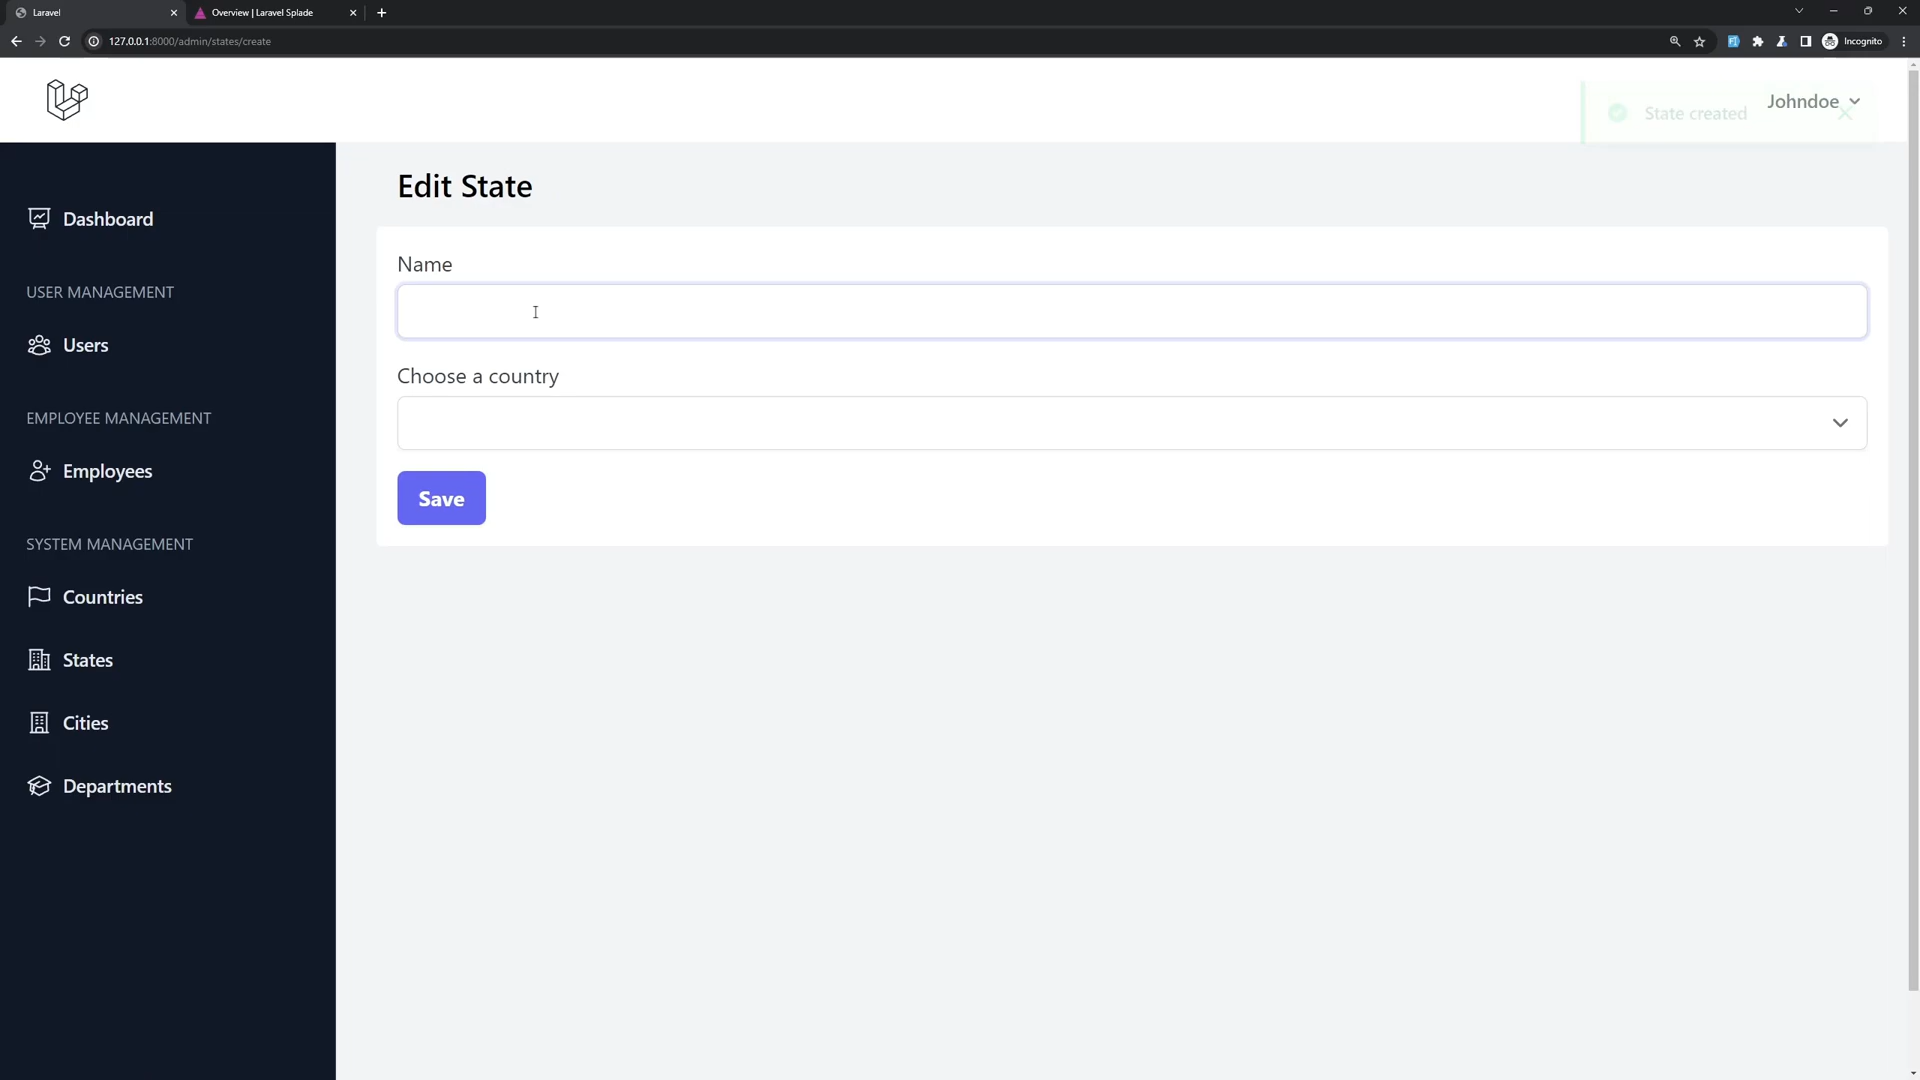 Laravel
Overview | Laravel Splade
127.0.0.1:8000/admin/states/create
Incognito
State created
Johndoe
Edit State
Dashboard
Name
USER MANAGEMENT
Users
Choose a country
EMPLOYEE MANAGEMENT
Employees
Save
SYSTEM MANAGEMENT
Countries
States
Cities
Departments